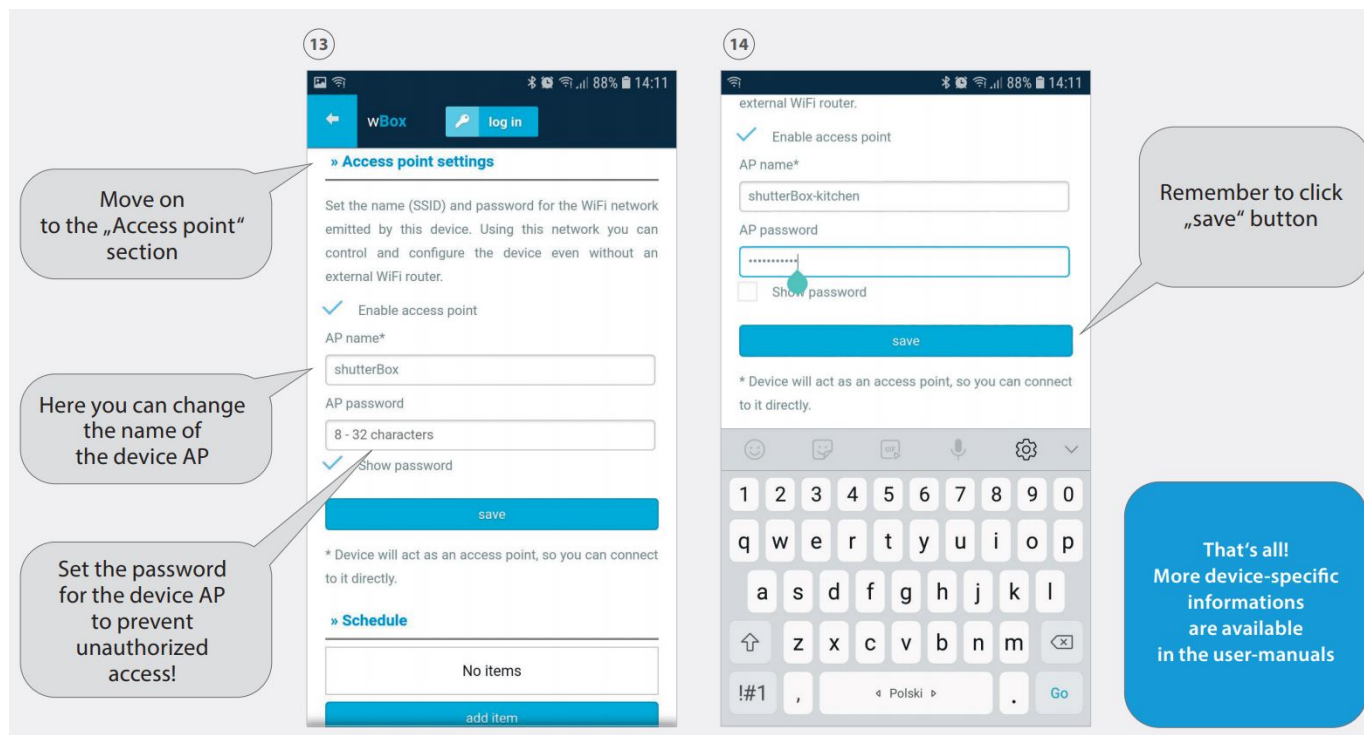 13
88% 14:11
wBox log in
» Access point settings
Set the name (SSID) and password for the WiFi network
emitted by this device. Using this network you can
control and configure the device even without an
external WiFi router.
Enable access point
AP name*
shutterBox
AP password
8 - 32 characters
Show password
save
* Device will act as an access point, so you can connect
to it directly.
» Schedule
No items
add item
Move on
to the „Access point“
section
Here you can change
the name of
the device AP
Set the password
for the device AP
to prevent
unauthorized
access!
14
88% 14:11
external WiFi router.
Enable access point
AP name*
shutterBox-kitchen
AP password
•••••••••••
Show password
save
* Device will act as an access point, so you can connect
to it directly.
GIF
1 2 3 4 5 6 7 8 9 0
q w e r t y u i o p
a s d f g h j k l
z x c v b n m
!#1 , Polski . Go
Remember to click
„save“ button
That's all!
More device-specific
informations
are available
in the user-manuals